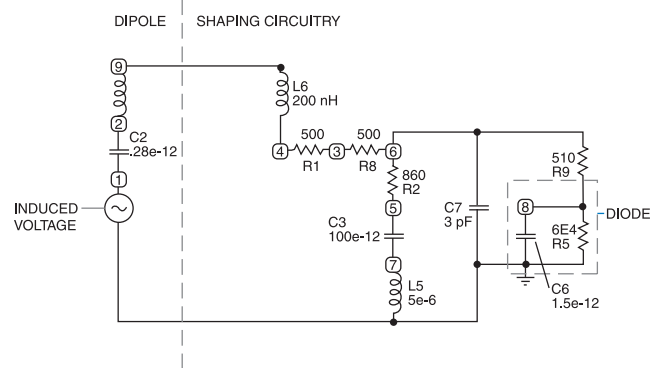 DIPOLE
SHAPING CIRCUITRY
9
L6
200 nH
2
C2
.28e-12
500
500
4
3
6
R1
R8
1
860
R2
510
R9
INDUCED
VOLTAGE
5
C7
3 pF
8
DIODE
C3
100e-12
6E4
R5
7
L5
5e-6
C6
1.5e-12